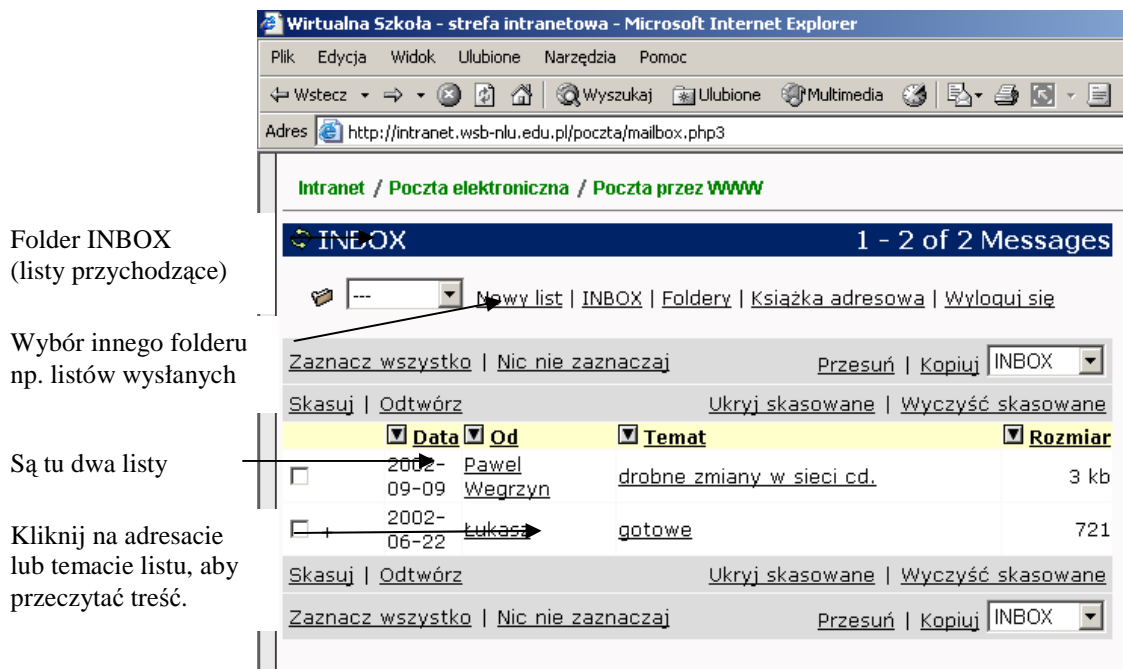 Wirtualna Szkoła - strefa intranetowa - Microsoft Internet Explorer
Plik Edycja Widok Ulubione Narzędzia Pomoc
Wstecz Wyszukaj Ulubione Multimedia
Adres http://intranet.wsb-nlu.edu.pl/poczta/mailbox.php3
Intranet / Poczta elektroniczna / Poczta przez WWW
Folder INBOX
(listy przychodzące)
INBOX 1 - 2 of 2 Messages
--- Nowy list | INBOX | Foldery | Książka adresowa | Wyloguj się
Wybór innego folderu
np. listów wysłanych
Zaznacz wszystko | Nic nie zaznaczaj Przesuń | Kopiuj INBOX
Skasuj | Odtwórz Ukryj skasowane | Wyczyść skasowane
Data Od Temat Rozmiar
Są tu dwa listy
2002-09-09 Pawel Wegrzyn drobne zmiany w sieci cd. 3 kb
Kliknij na adresacie
lub temacie listu, aby
przeczytać treść.
+ 2002-06-22 Łukasz gotowe 721
Skasuj | Odtwórz Ukryj skasowane | Wyczyść skasowane
Zaznacz wszystko | Nic nie zaznaczaj Przesuń | Kopiuj INBOX